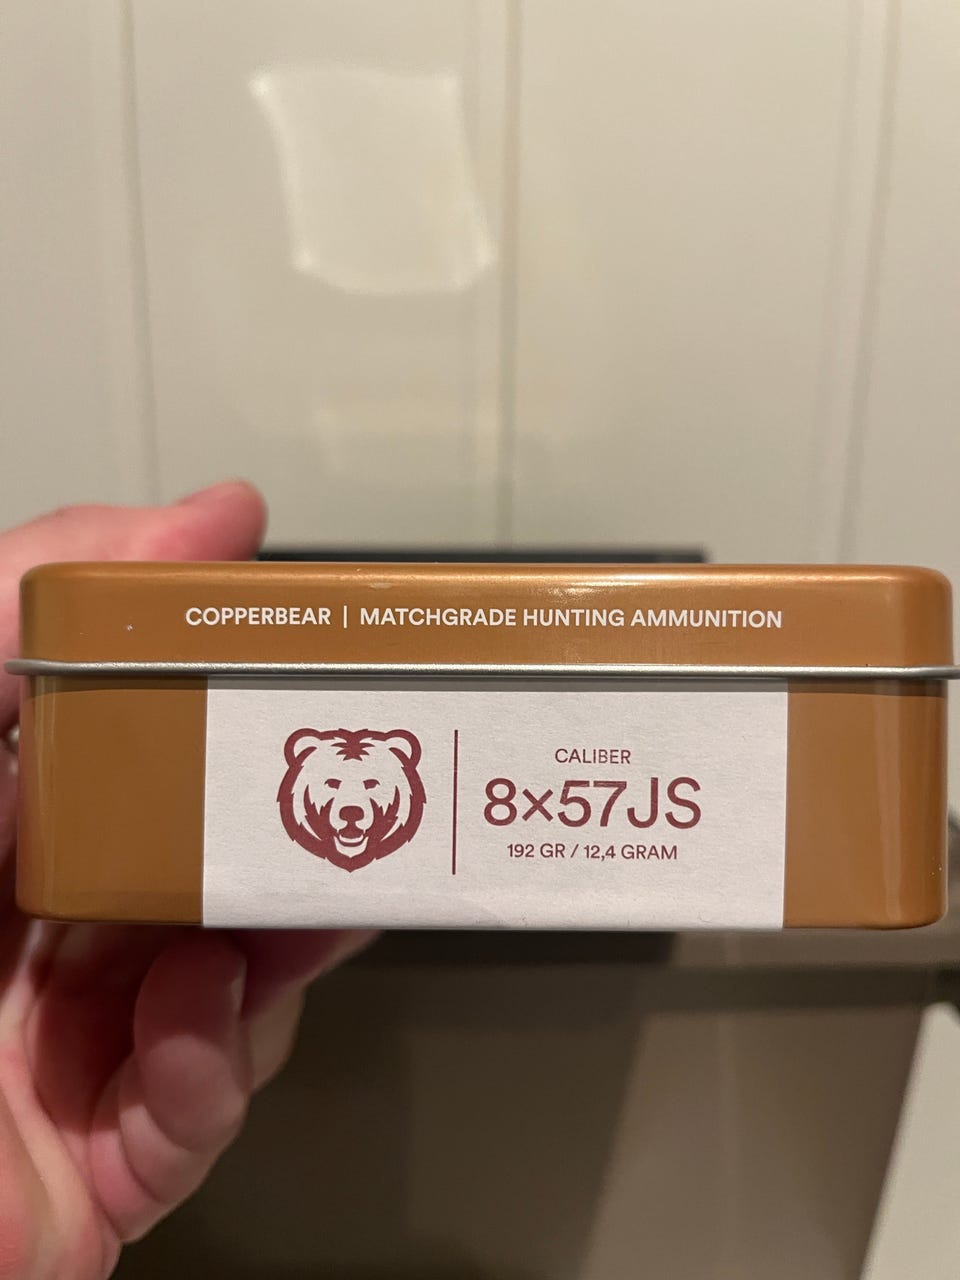 COPPERBEAR | MATCHGRADE HUNTING AMMUNITION
CALIBER
8×57JS
192 GR / 12,4 GRAM